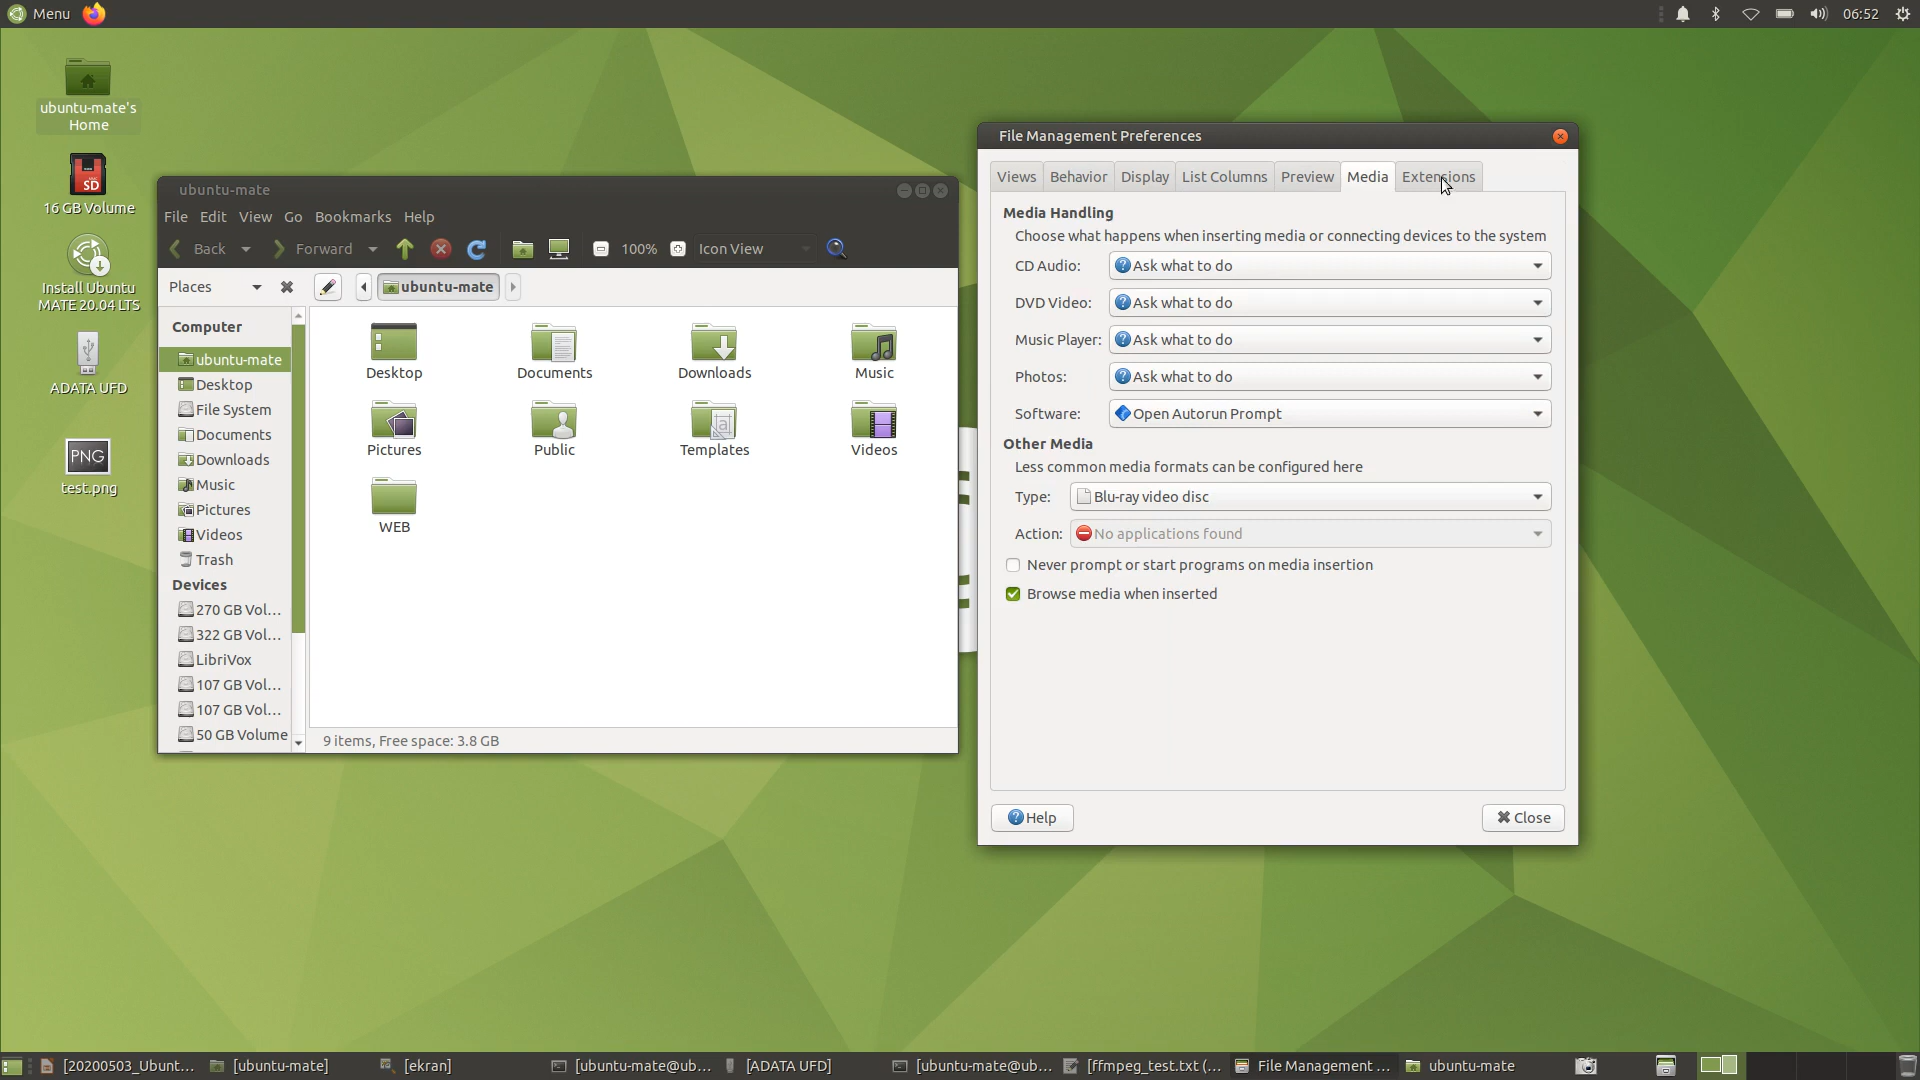 Menu
06:52
ubuntu-mate's
Home
SD
16 GB Volume
Install Ubuntu
MATE 20.04 LTS
ADATA UFD
PNG
test.png
ubuntu-mate
File Edit View Go Bookmarks Help
Back Forward 100% Icon View
Places ubuntu-mate
Computer
ubuntu-mate
Desktop
File System
Documents
Downloads
Music
Pictures
Videos
Trash
Devices
270 GB Vol...
322 GB Vol...
LibriVox
107 GB Vol...
107 GB Vol...
50 GB Volume
Desktop Documents Downloads Music
Pictures Public Templates Videos
WEB
9 items, Free space: 3.8 GB
File Management Preferences
Views Behavior Display List Columns Preview Media Extensions
Media Handling
Choose what happens when inserting media or connecting devices to the system
CD Audio: Ask what to do
DVD Video: Ask what to do
Music Player: Ask what to do
Photos: Ask what to do
Software: Open Autorun Prompt
Other Media
Less common media formats can be configured here
Type: Blu-ray video disc
Action: No applications found
Never prompt or start programs on media insertion
Browse media when inserted
Help Close
[20200503_Ubunt... [ubuntu-mate] [ekran] [ubuntu-mate@ub... [ADATA UFD] [ubuntu-mate@ub... [ffmpeg_test.txt (... File Management ... ubuntu-mate